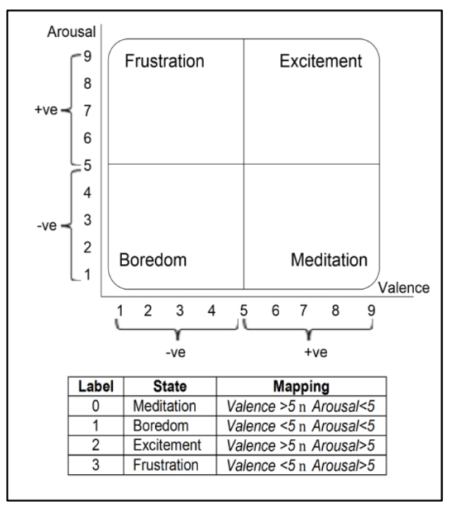 Arousal
9
8
7
6
5
4
3
2
1
+ve
-ve
Frustration Excitement
Boredom Meditation
Valence
1 2 3 4 5 6 7 8 9
-ve +ve
Label State Mapping
0 Meditation Valence >5 n Arousal<5
1 Boredom Valence <5 n Arousal<5
2 Excitement Valence >5 n Arousal>5
3 Frustration Valence <5 n Arousal>5